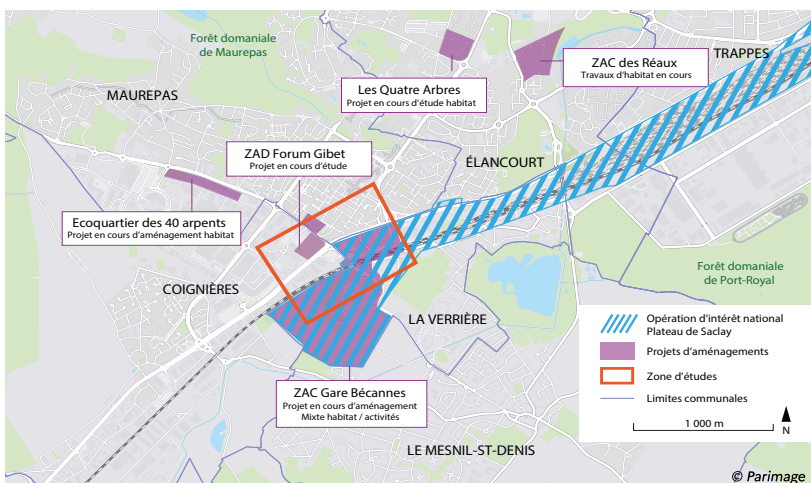 Forêt domaniale
de Maurepas
TRAPPES
ZAC des Réaux
Travaux d'habitat en cours
Les Quatre Arbres
Projet en cours d'étude habitat
MAUREPAS
ZAD Forum Gibet
Projet en cours d'étude
ÉLANCOURT
Ecoquartier des 40 arpents
Projet en cours d'aménagement habitat
Forêt domaniale
de Port-Royal
COIGNIÈRES
LA VERRIÈRE
Opération d'intérêt national
Plateau de Saclay
Projets d'aménagements
Zone d'études
Limites communales
1 000 m
N
ZAC Gare Bécannes
Projet en cours d'aménagement
Mixte habitat / activités
LE MESNIL-ST-DENIS
© Parimage